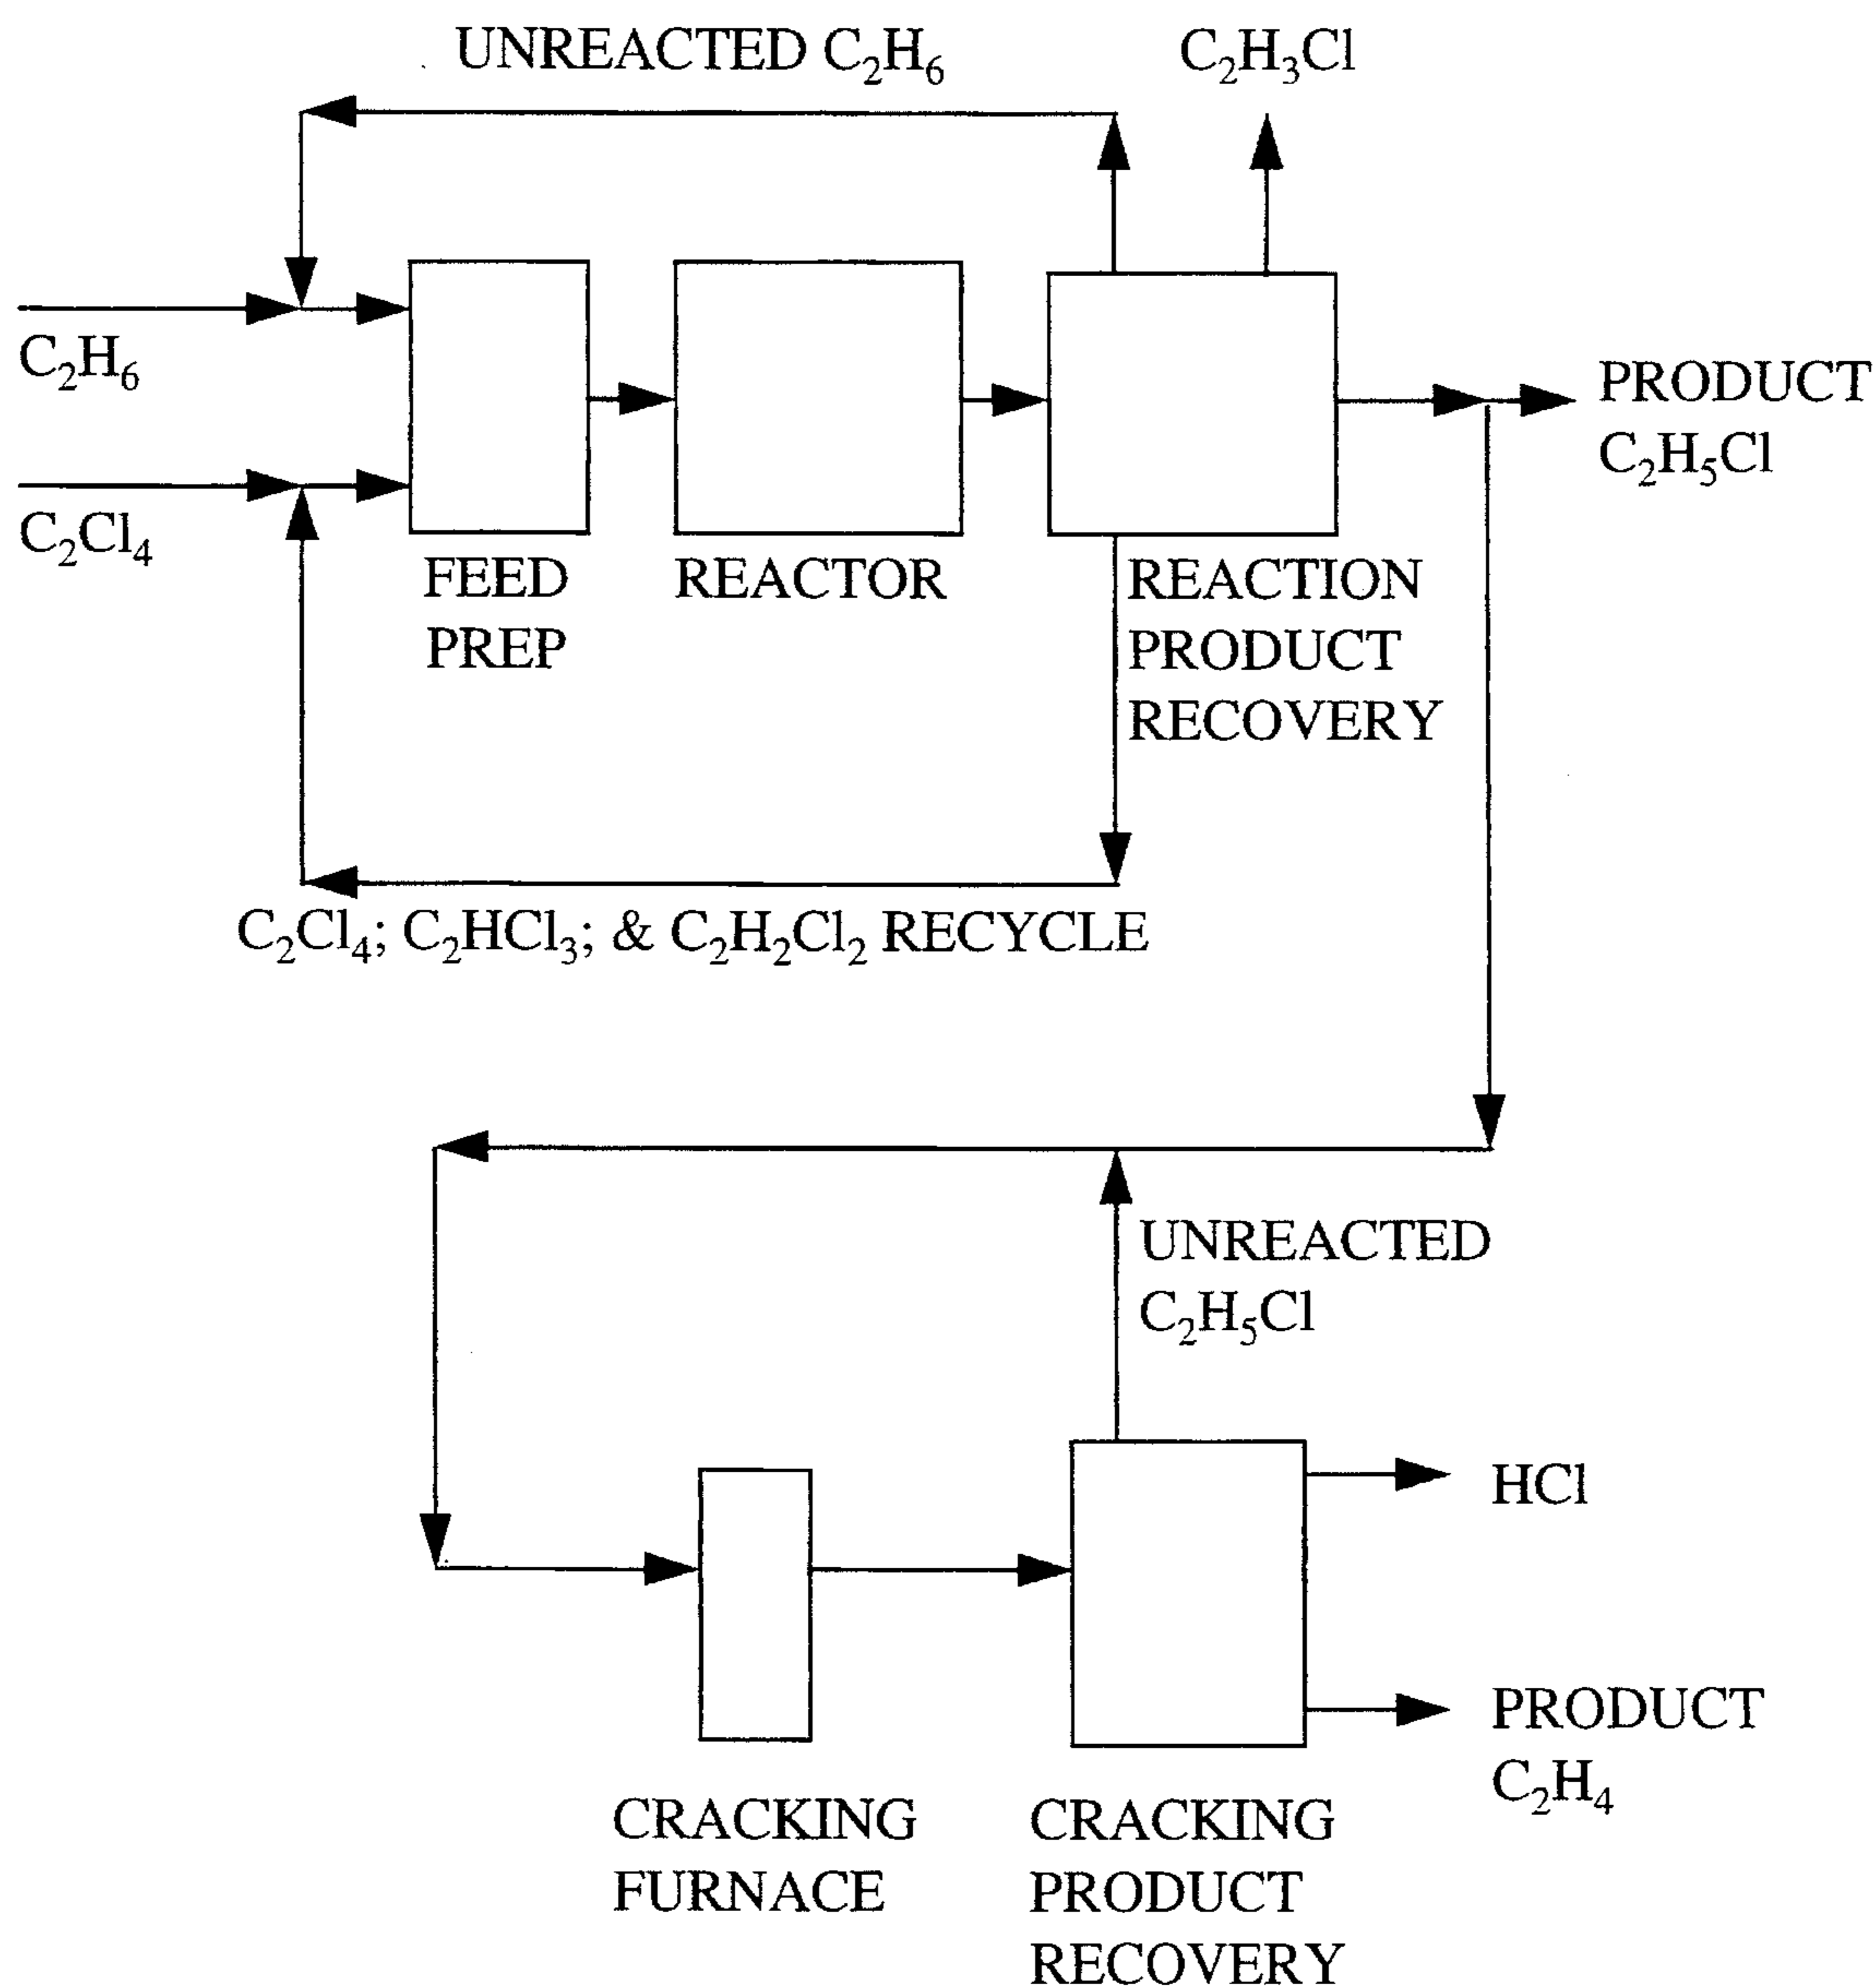 UNREACTED C₂H₆
C₂H₃Cl
C₂H₆
PRODUCT
C₂H₅Cl
C₂Cl₄
FEED
PREP
REACTOR
REACTION
PRODUCT
RECOVERY
C₂Cl₄; C₂HCl₃; & C₂H₂Cl₂ RECYCLE
UNREACTED
C₂H₅Cl
HCl
PRODUCT
C₂H₄
CRACKING
FURNACE
CRACKING
PRODUCT
RECOVERY